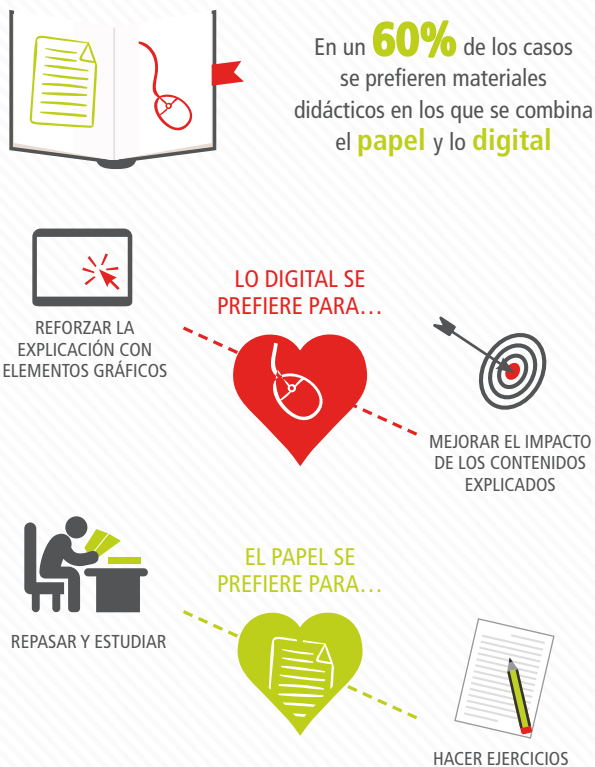 En un 60% de los casos
se prefieren materiales
didácticos en los que se combina
el papel y lo digital
LO DIGITAL SE
PREFIERE PARA...
REFORZAR LA
EXPLICACIÓN CON
ELEMENTOS GRÁFICOS
MEJORAR EL IMPACTO
DE LOS CONTENIDOS
EXPLICADOS
EL PAPEL SE
PREFIERE PARA...
REPASAR Y ESTUDIAR
HACER EJERCICIOS